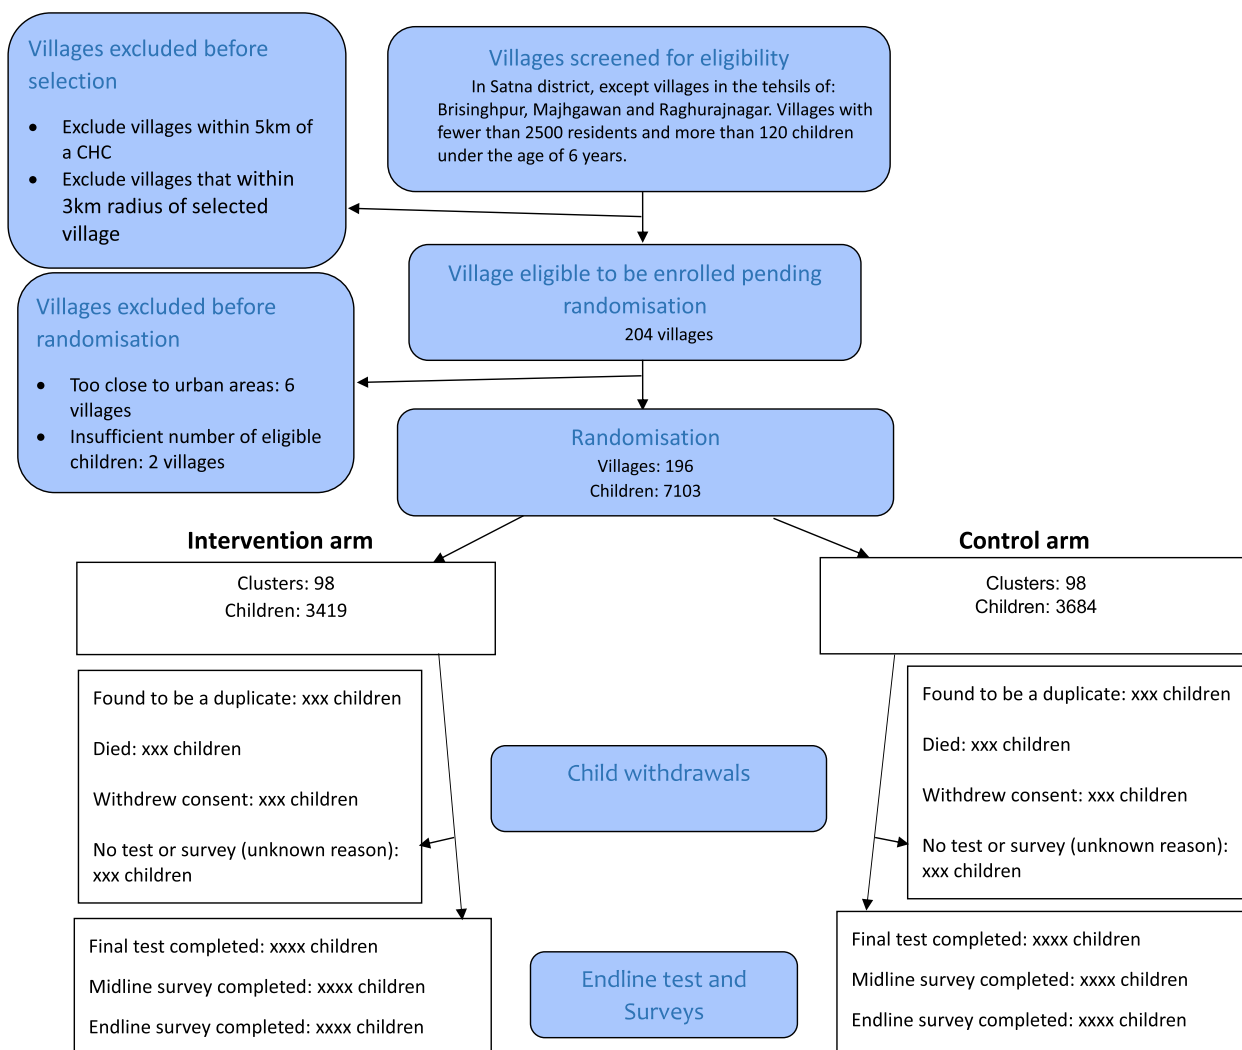 Villages excluded before
selection
• Exclude villages within 5km of
a CHC
• Exclude villages that within
3km radius of selected
village
Villages screened for eligibility
In Satna district, except villages in the tehsils of:
Brisinghpur, Majhgawan and Raghurajnagar. Villages with
fewer than 2500 residents and more than 120 children
under the age of 6 years.
Village eligible to be enrolled pending
randomisation
204 villages
Villages excluded before
randomisation
• Too close to urban areas: 6
villages
• Insufficient number of eligible
children: 2 villages
Randomisation
Villages: 196
Children: 7103
Intervention arm
Clusters: 98
Children: 3419
Control arm
Clusters: 98
Children: 3684
Found to be a duplicate: xxx children
Died: xxx children
Withdrew consent: xxx children
No test or survey (unknown reason):
xxx children
Child withdrawals
Found to be a duplicate: xxx children
Died: xxx children
Withdrew consent: xxx children
No test or survey (unknown reason):
xxx children
Final test completed: xxxx children
Midline survey completed: xxxx children
Endline survey completed: xxxx children
Endline test and
Surveys
Final test completed: xxxx children
Midline survey completed: xxxx children
Endline survey completed: xxxx children